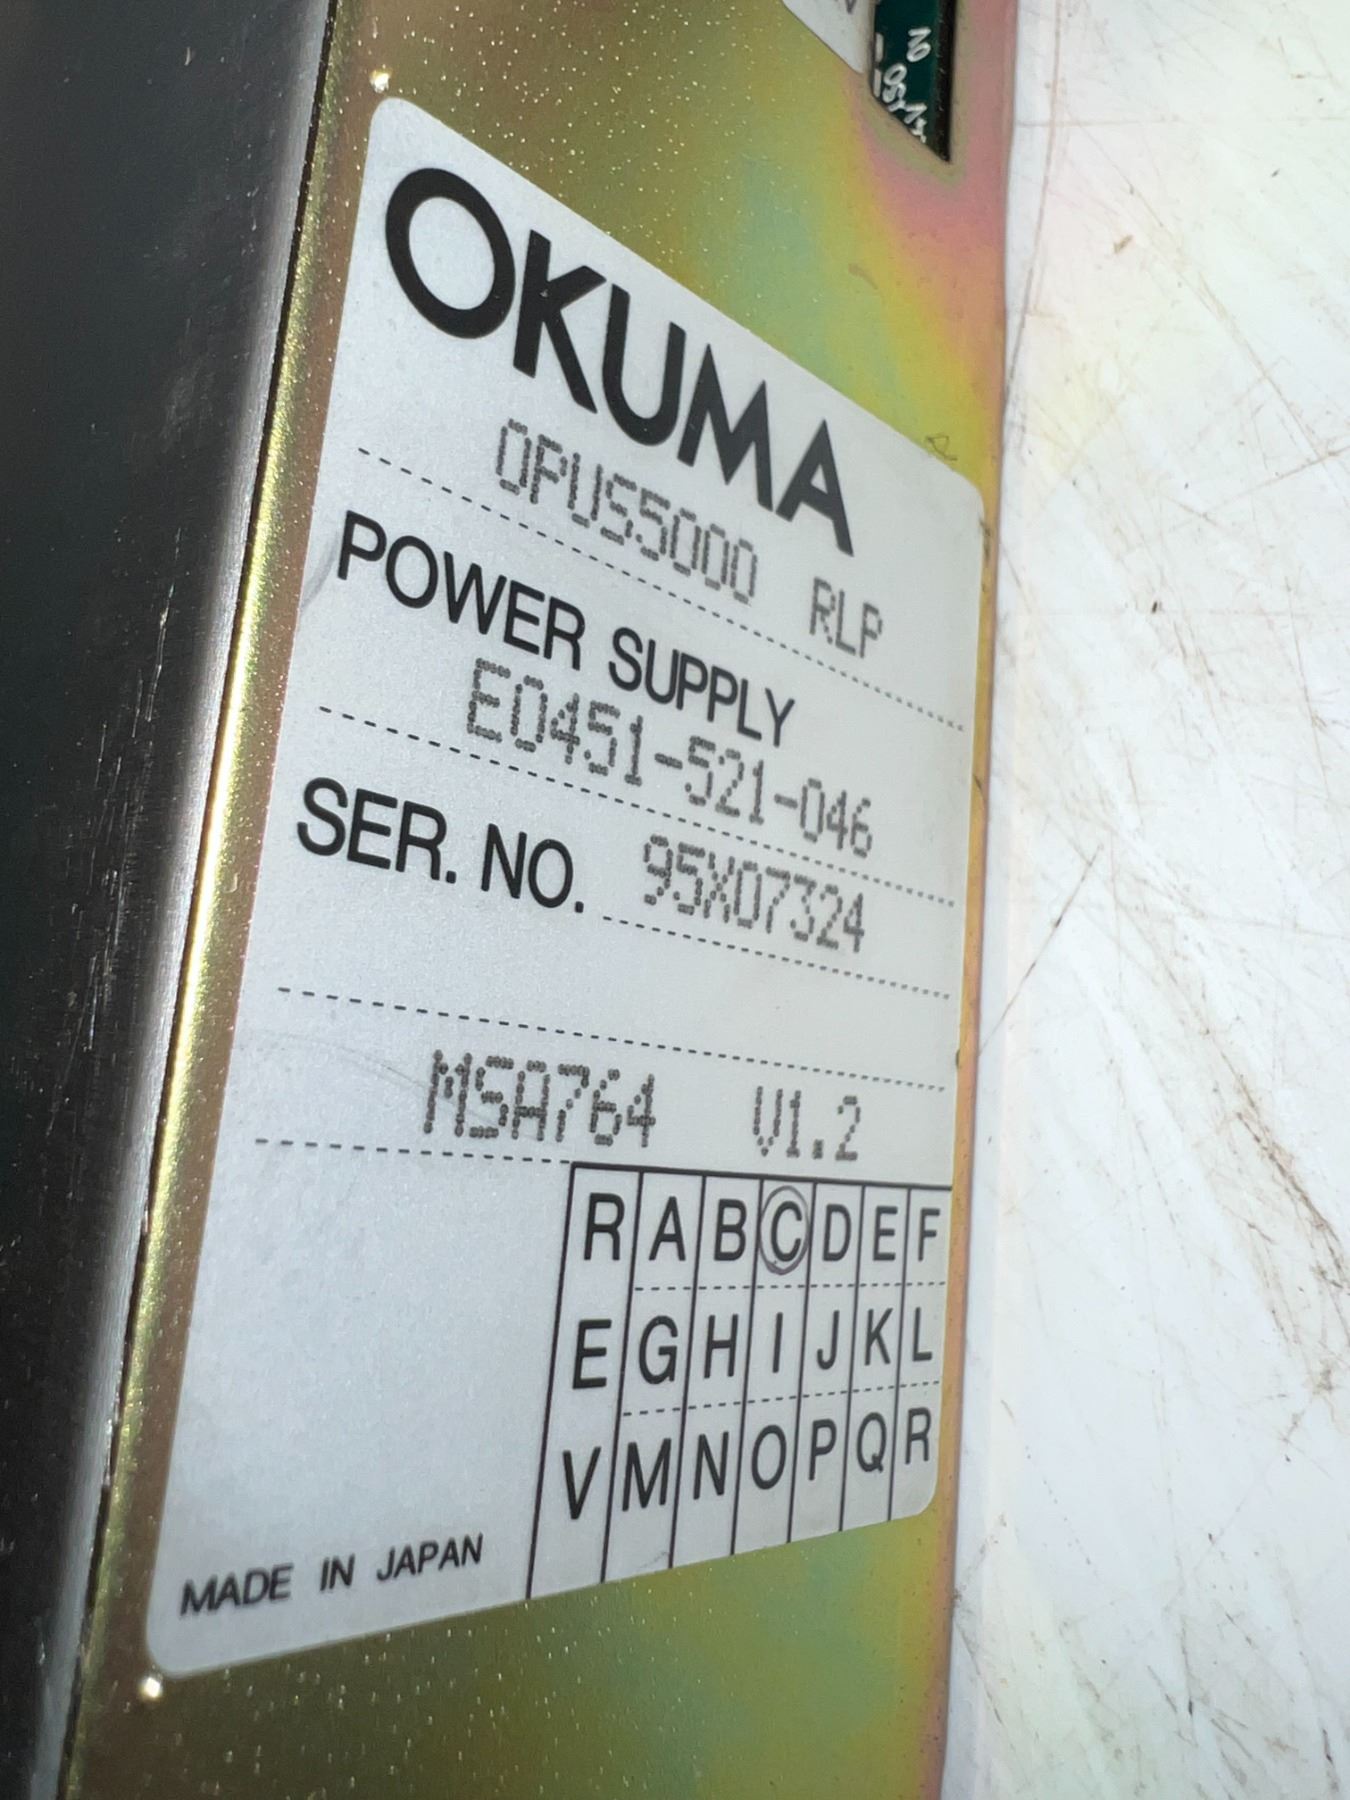 OKUMA
OPUS5000 RLP
POWER SUPPLY
E0451-521-046
SER. NO. 95X07324
MSA764 V1.2
R A B C D E F
E G H I J K L
V M N O P Q R
MADE IN JAPAN